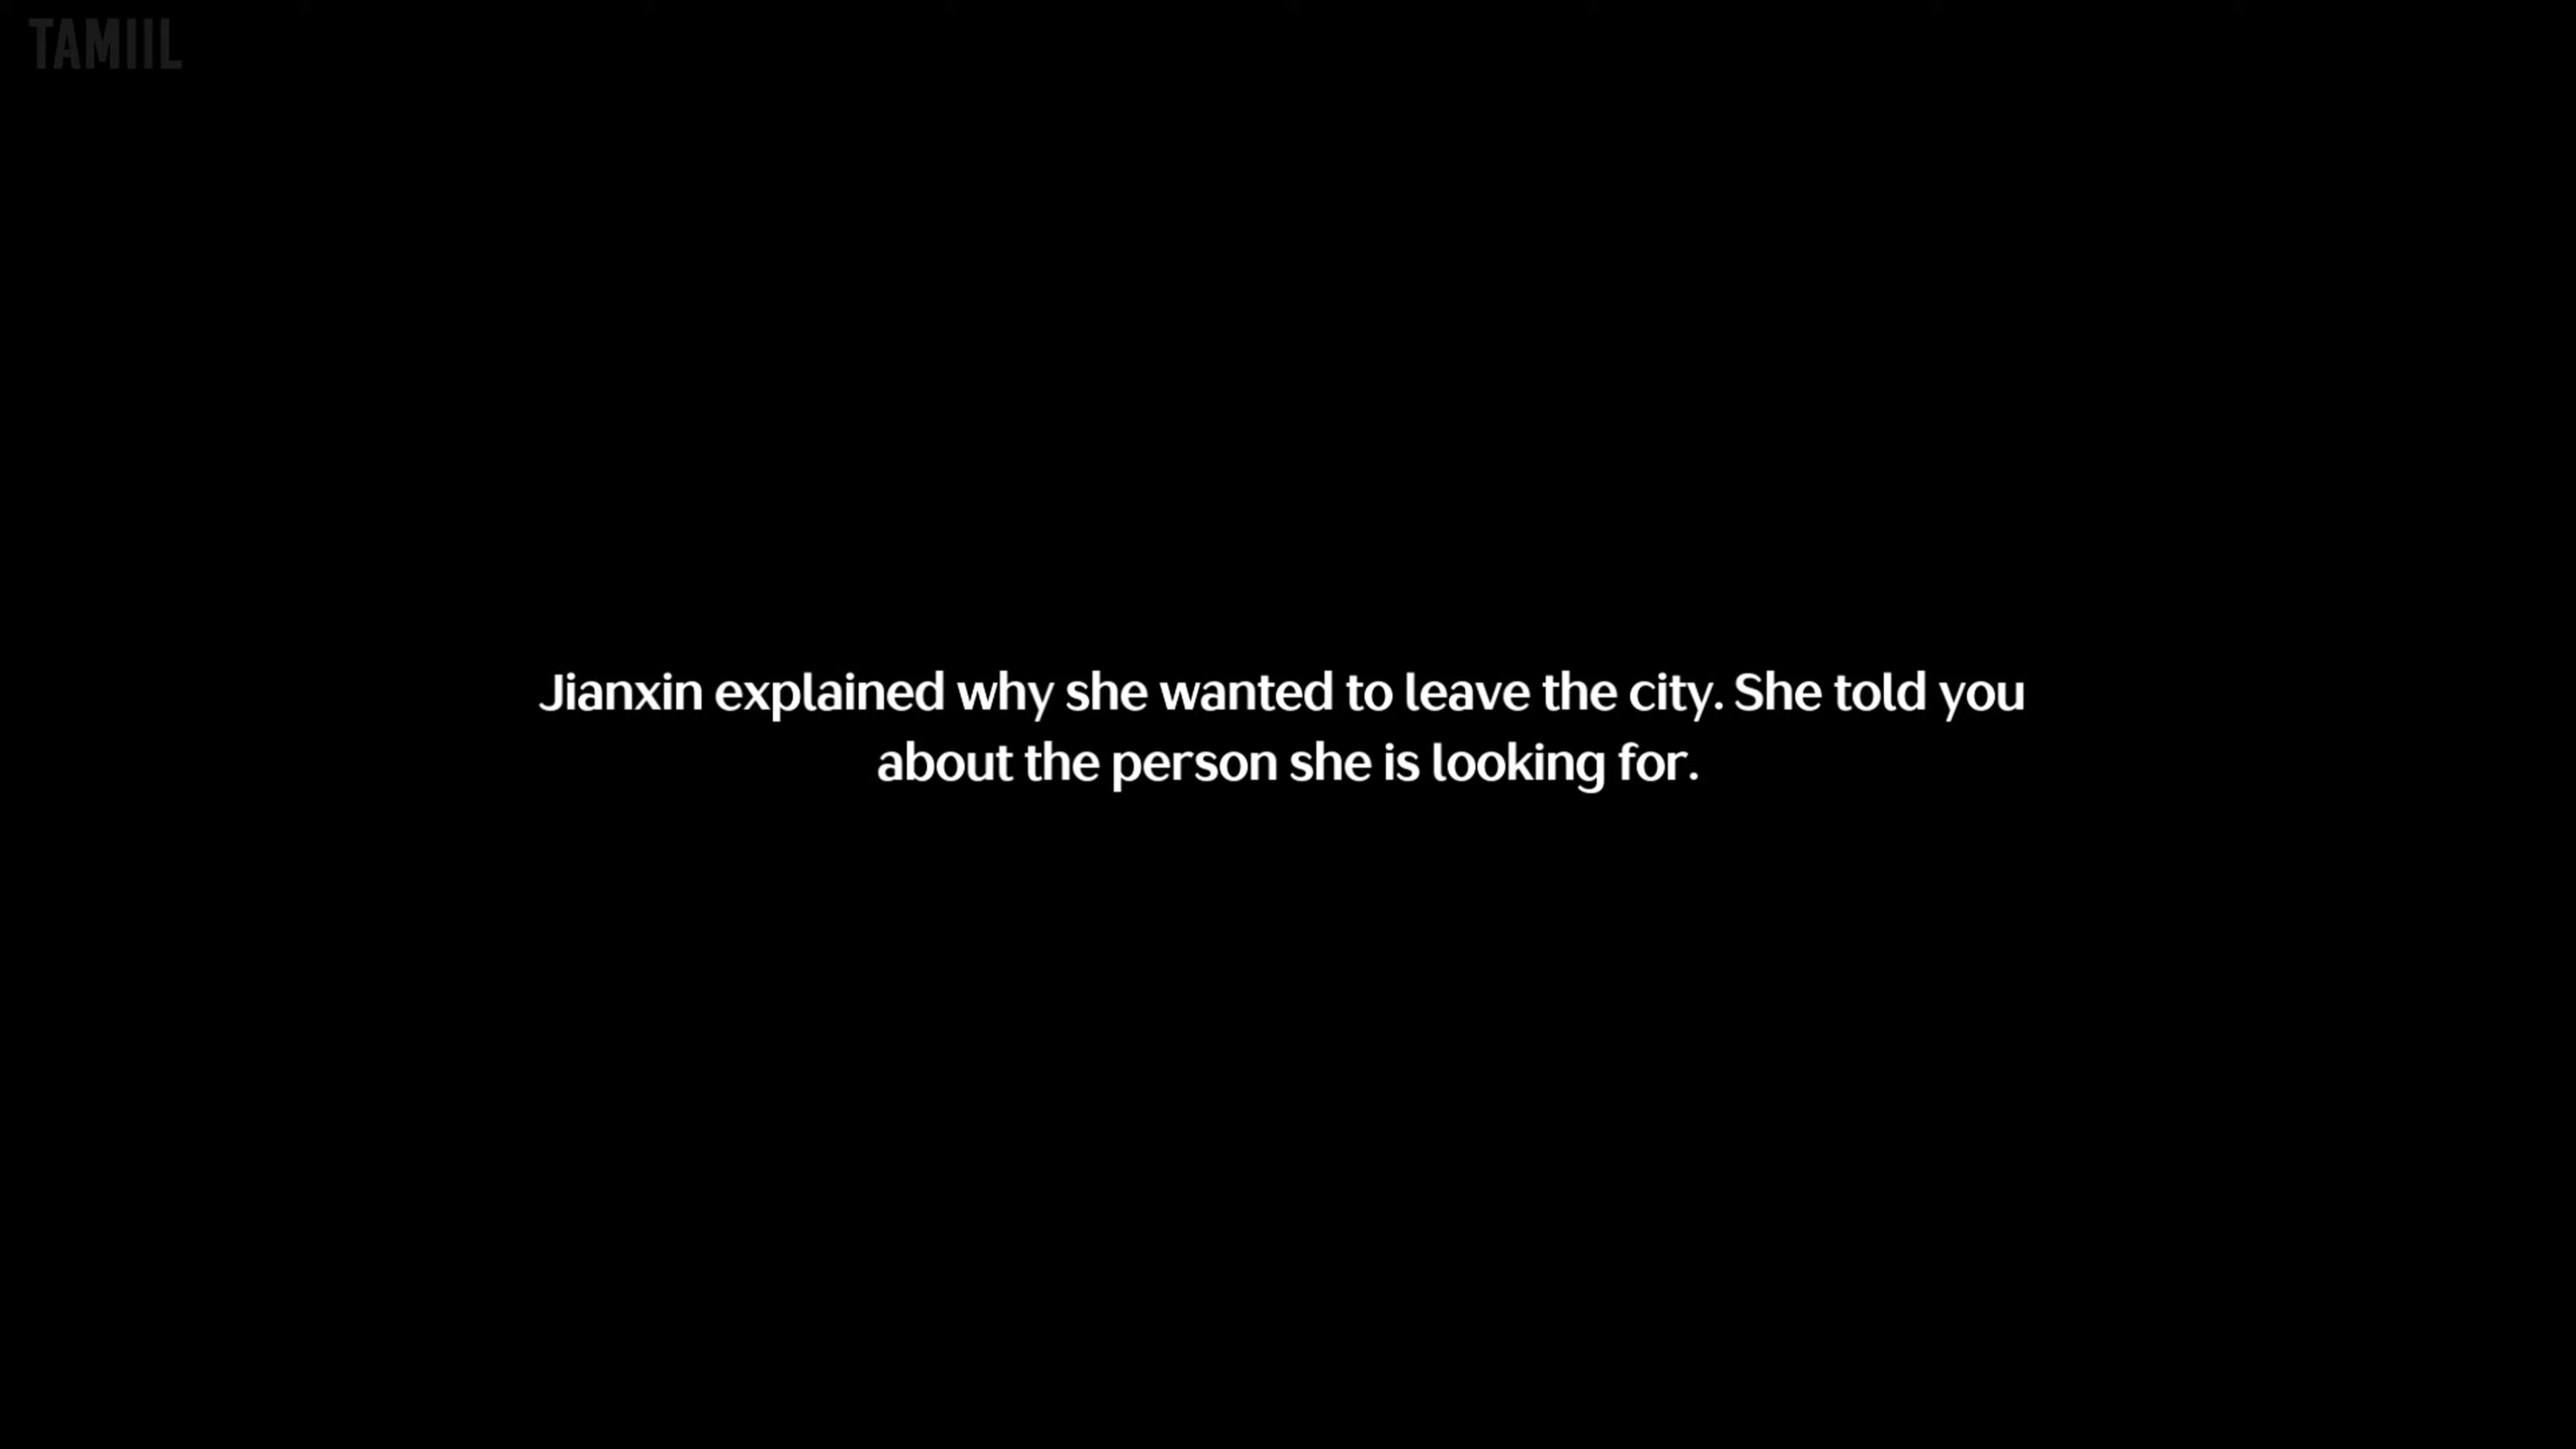 TAMIIL
Jianxin explained why she wanted to leave the city. She told you
about the person she is looking for.